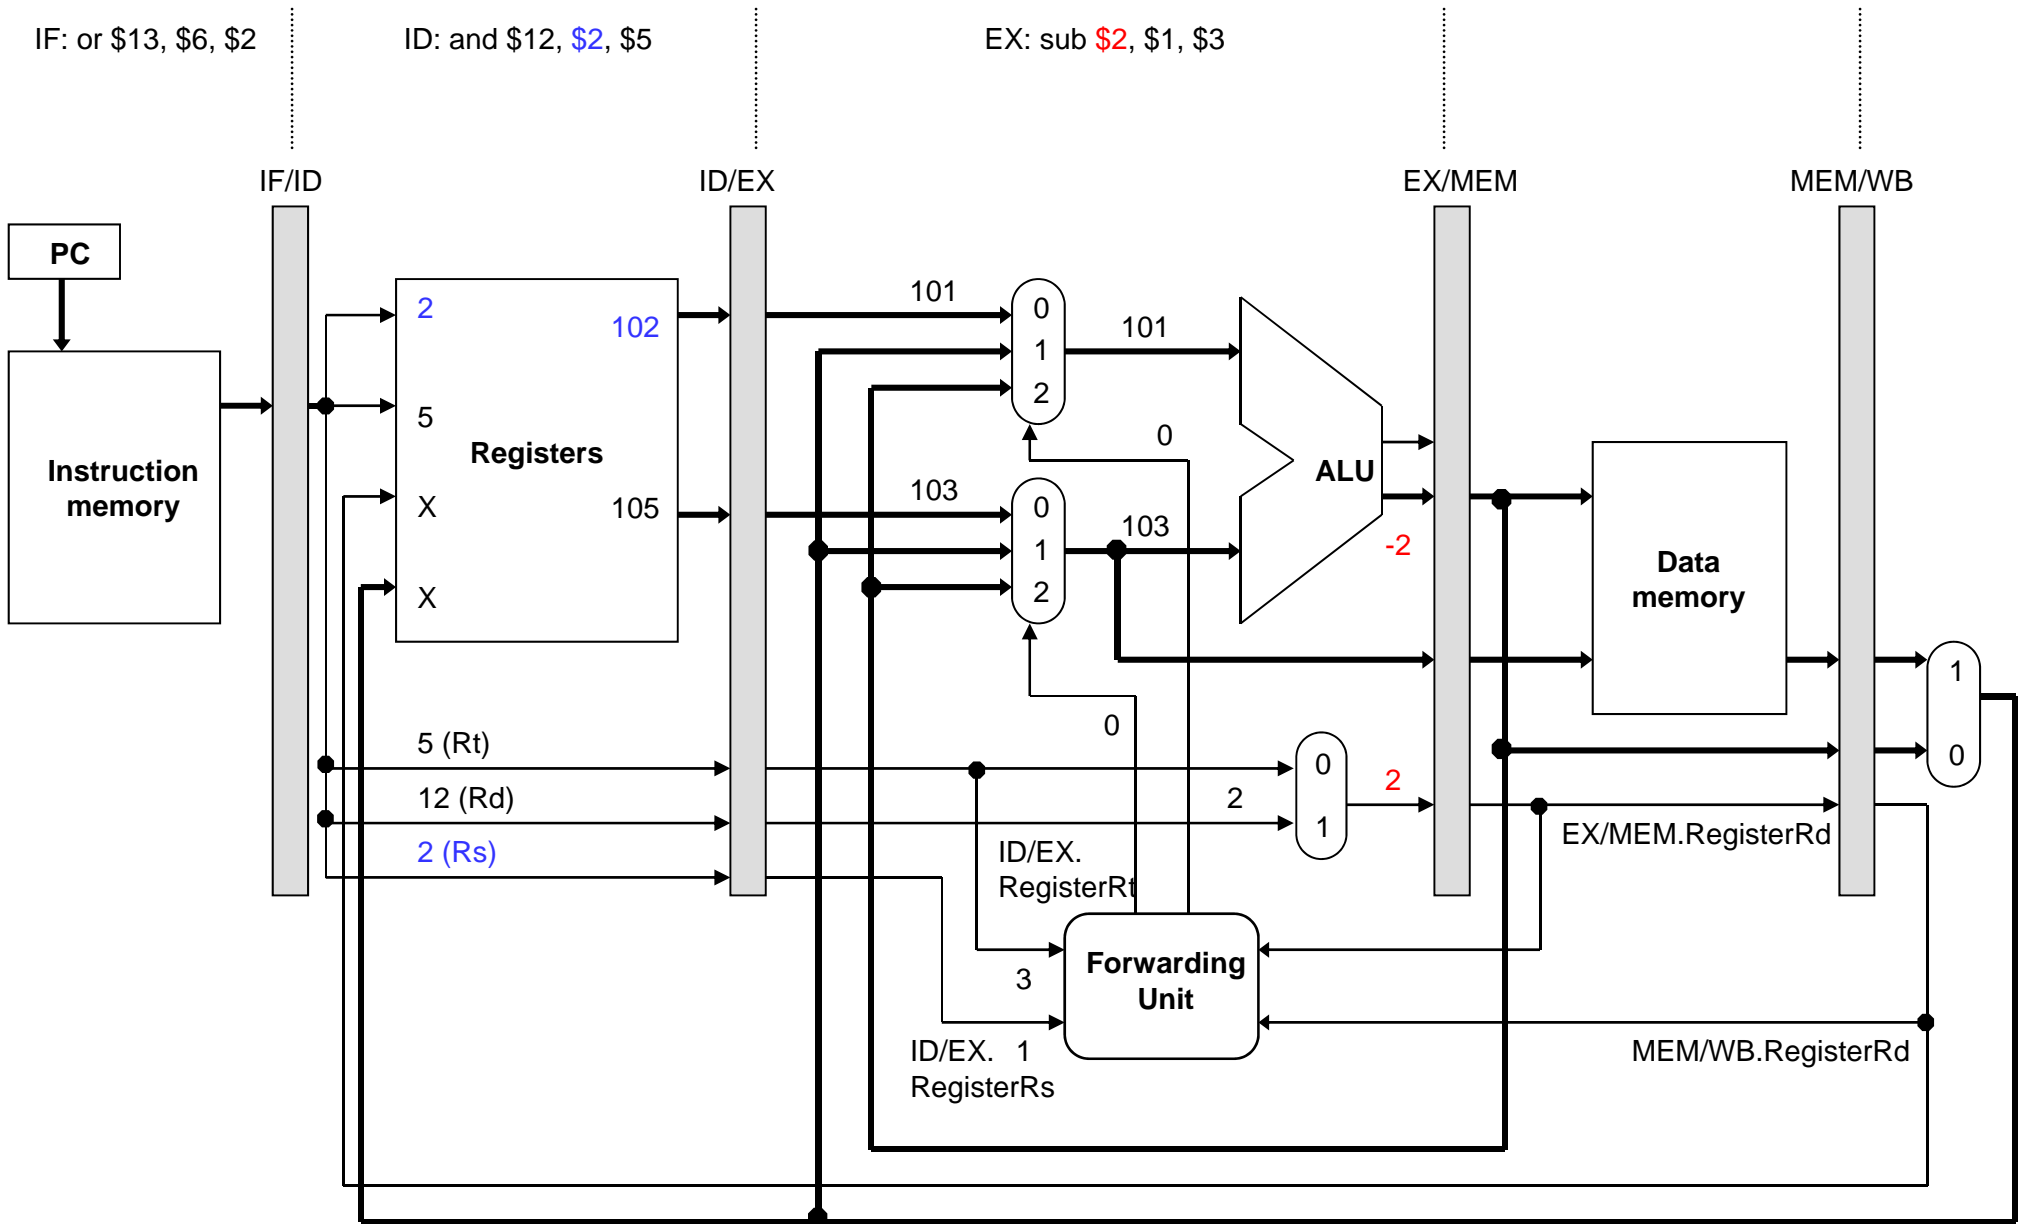 IF: or $13, $6, $2
ID: and $12, $2, $5
EX: sub $2, $1, $3
IF/ID
ID/EX
EX/MEM
MEM/WB
PC
Instruction
memory
2
102
5
Registers
X
105
X
101
0
1
2
101
0
103
0
1
2
103
ALU
-2
0
Data
memory
1
0
5 (Rt)
12 (Rd)
2 (Rs)
2
0
1
2
ID/EX.
RegisterRt
EX/MEM.RegisterRd
3
Forwarding
Unit
ID/EX. 1
RegisterRs
MEM/WB.RegisterRd